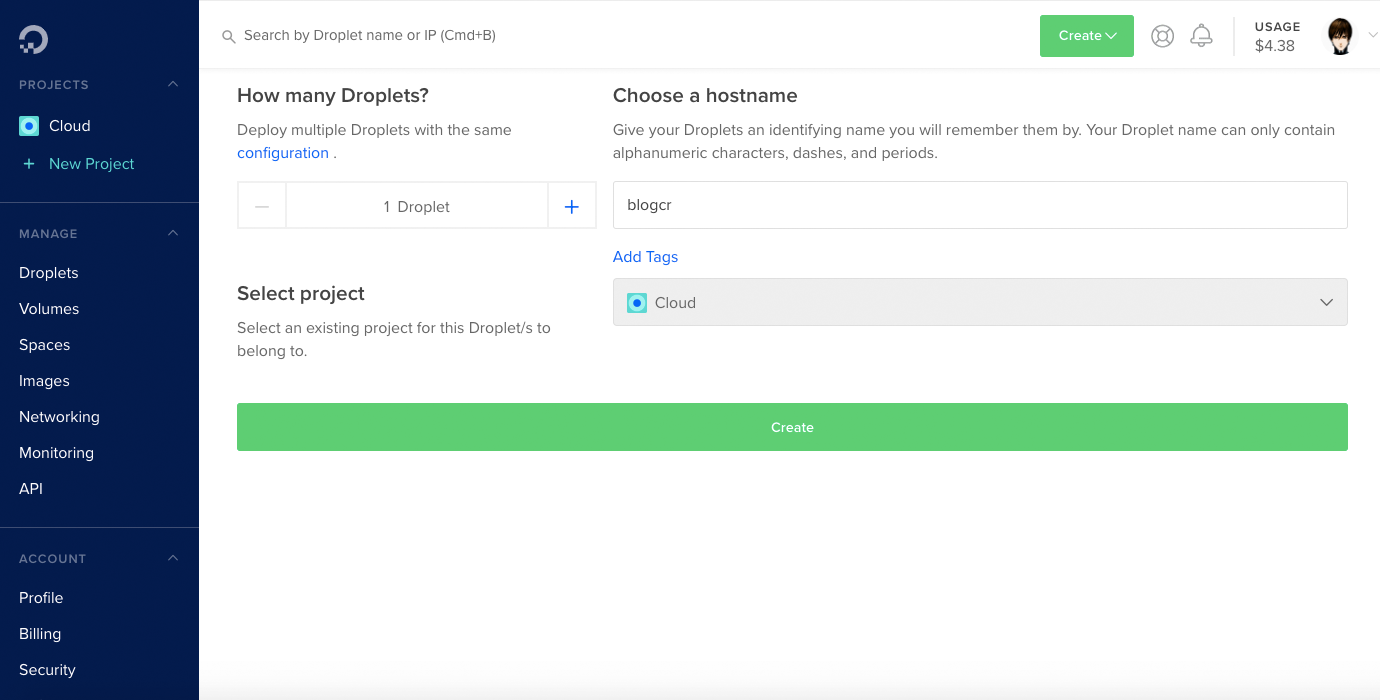 PROJECTS
Cloud
+ New Project
MANAGE
Droplets
Volumes
Spaces
Images
Networking
Monitoring
API
ACCOUNT
Profile
Billing
Security
Search by Droplet name or IP (Cmd+B)
Create
USAGE
$4.38
How many Droplets?
Deploy multiple Droplets with the same
configuration .
1 Droplet
Choose a hostname
Give your Droplets an identifying name you will remember them by. Your Droplet name can only contain
alphanumeric characters, dashes, and periods.
blogcr
Add Tags
Select project
Select an existing project for this Droplet/s to
belong to.
Cloud
Create